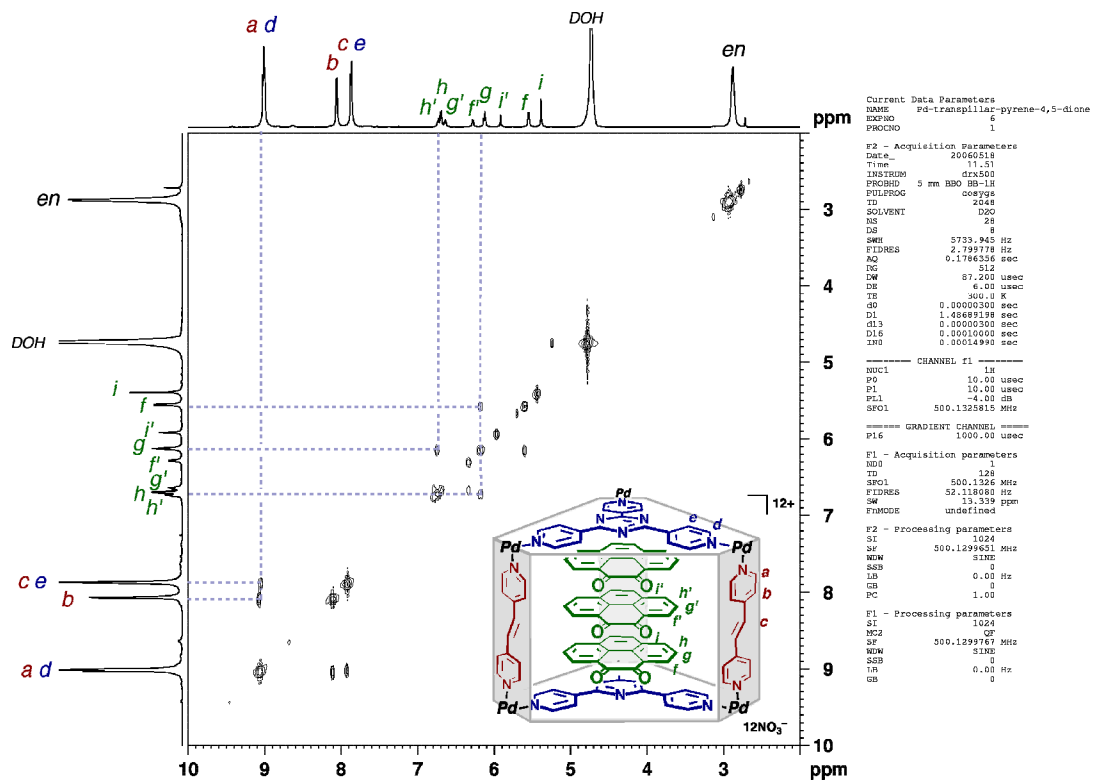 a d
c e
b
h'
h
g'
f'
g
i'
f
i
DOH
en
ppm
en
DOH
i
f
i'
g
f'
g'
h
h'
c e
b
a d
3
4
5
6
7
8
9
10
ppm
10 9 8 7 6 5 4 3 ppm
Pd
12+
N
N N
e d
N N
Pd Pd
N N
O O
i' h'
g'
f'
O O
i h
g
f
O O
a
b
c
N N
N N
Pd N N Pd
12NO₃⁻
Current Data Parameters
NAME Pd-transpillar-pyrene-4,5-dione
EXPNO 6
PROCNO 1
F2 - Acquisition Parameters
Date_ 20060518
Time 11.51
INSTRUM drx500
PROBHD 5 mm BBO BB-1H
PULPROG cosygs
TD 2048
SOLVENT D2O
NS 28
DS 8
SWH 5733.945 Hz
FIDRES 2.799778 Hz
AQ 0.1786356 sec
RG 512
DW 87.200 usec
DE 6.00 usec
TE 300.0 K
d0 0.00000300 sec
D1 1.48689198 sec
d13 0.00000300 sec
D16 0.00010000 sec
IN0 0.00014990 sec
======== CHANNEL f1 ========
NUC1 1H
P0 10.00 usec
P1 10.00 usec
PL1 -4.00 dB
SFO1 500.1325815 MHz
====== GRADIENT CHANNEL =====
P16 1000.00 usec
F1 - Acquisition parameters
ND0 1
TD 128
SFO1 500.1326 MHz
FIDRES 52.118080 Hz
SW 13.339 ppm
FnMODE undefined
F2 - Processing parameters
SI 1024
SF 500.1299651 MHz
WDW SINE
SSB 0
LB 0.00 Hz
GB 0
PC 1.00
F1 - Processing parameters
SI 1024
MC2 QF
SF 500.1299767 MHz
WDW SINE
SSB 0
LB 0.00 Hz
GB 0